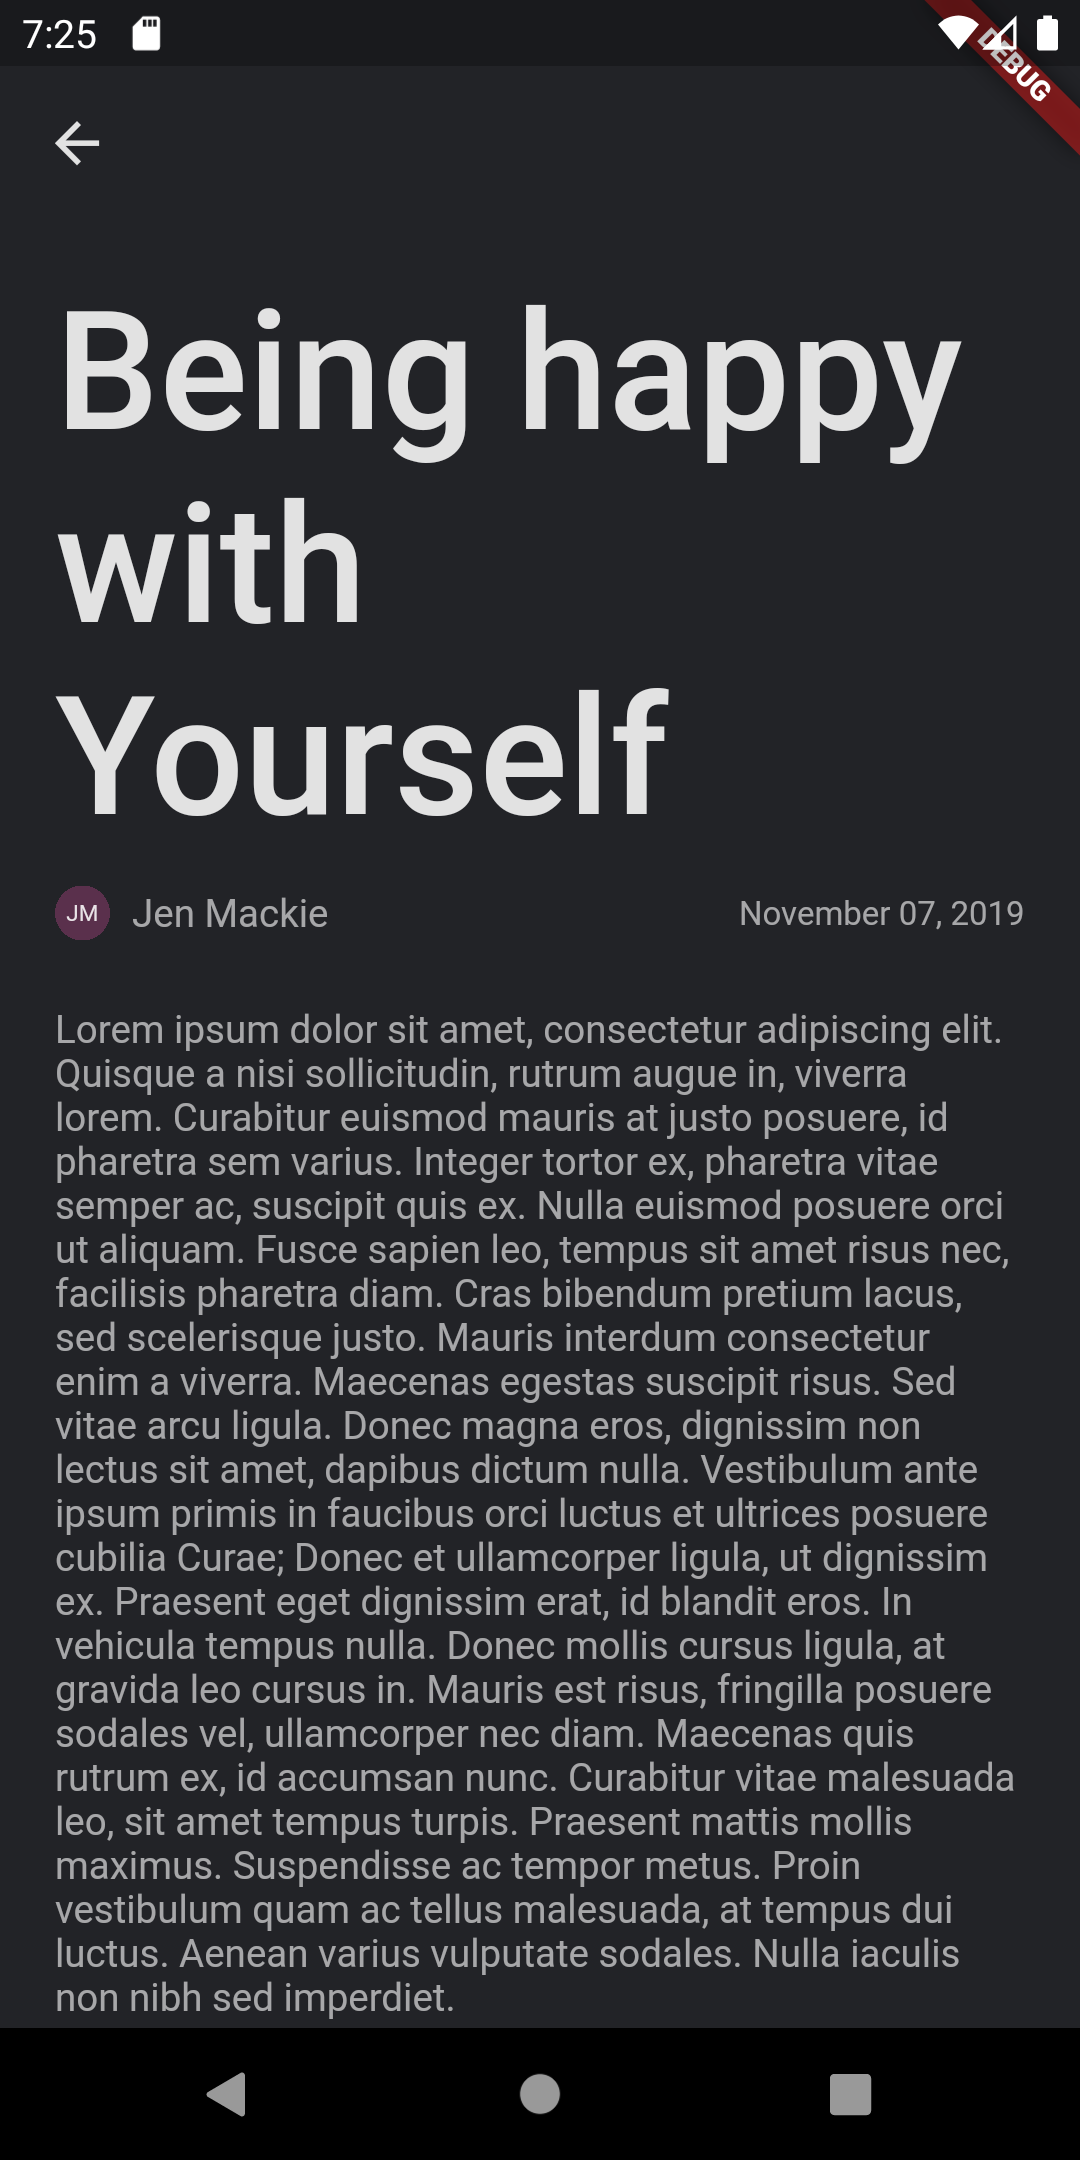 7:25
DEBUG
Being happy
with
Yourself
JM Jen Mackie November 07, 2019
Lorem ipsum dolor sit amet, consectetur adipiscing elit.
Quisque a nisi sollicitudin, rutrum augue in, viverra
lorem. Curabitur euismod mauris at justo posuere, id
pharetra sem varius. Integer tortor ex, pharetra vitae
semper ac, suscipit quis ex. Nulla euismod posuere orci
ut aliquam. Fusce sapien leo, tempus sit amet risus nec,
facilisis pharetra diam. Cras bibendum pretium lacus,
sed scelerisque justo. Mauris interdum consectetur
enim a viverra. Maecenas egestas suscipit risus. Sed
vitae arcu ligula. Donec magna eros, dignissim non
lectus sit amet, dapibus dictum nulla. Vestibulum ante
ipsum primis in faucibus orci luctus et ultrices posuere
cubilia Curae; Donec et ullamcorper ligula, ut dignissim
ex. Praesent eget dignissim erat, id blandit eros. In
vehicula tempus nulla. Donec mollis cursus ligula, at
gravida leo cursus in. Mauris est risus, fringilla posuere
sodales vel, ullamcorper nec diam. Maecenas quis
rutrum ex, id accumsan nunc. Curabitur vitae malesuada
leo, sit amet tempus turpis. Praesent mattis mollis
maximus. Suspendisse ac tempor metus. Proin
vestibulum quam ac tellus malesuada, at tempus dui
luctus. Aenean varius vulputate sodales. Nulla iaculis
non nibh sed imperdiet.